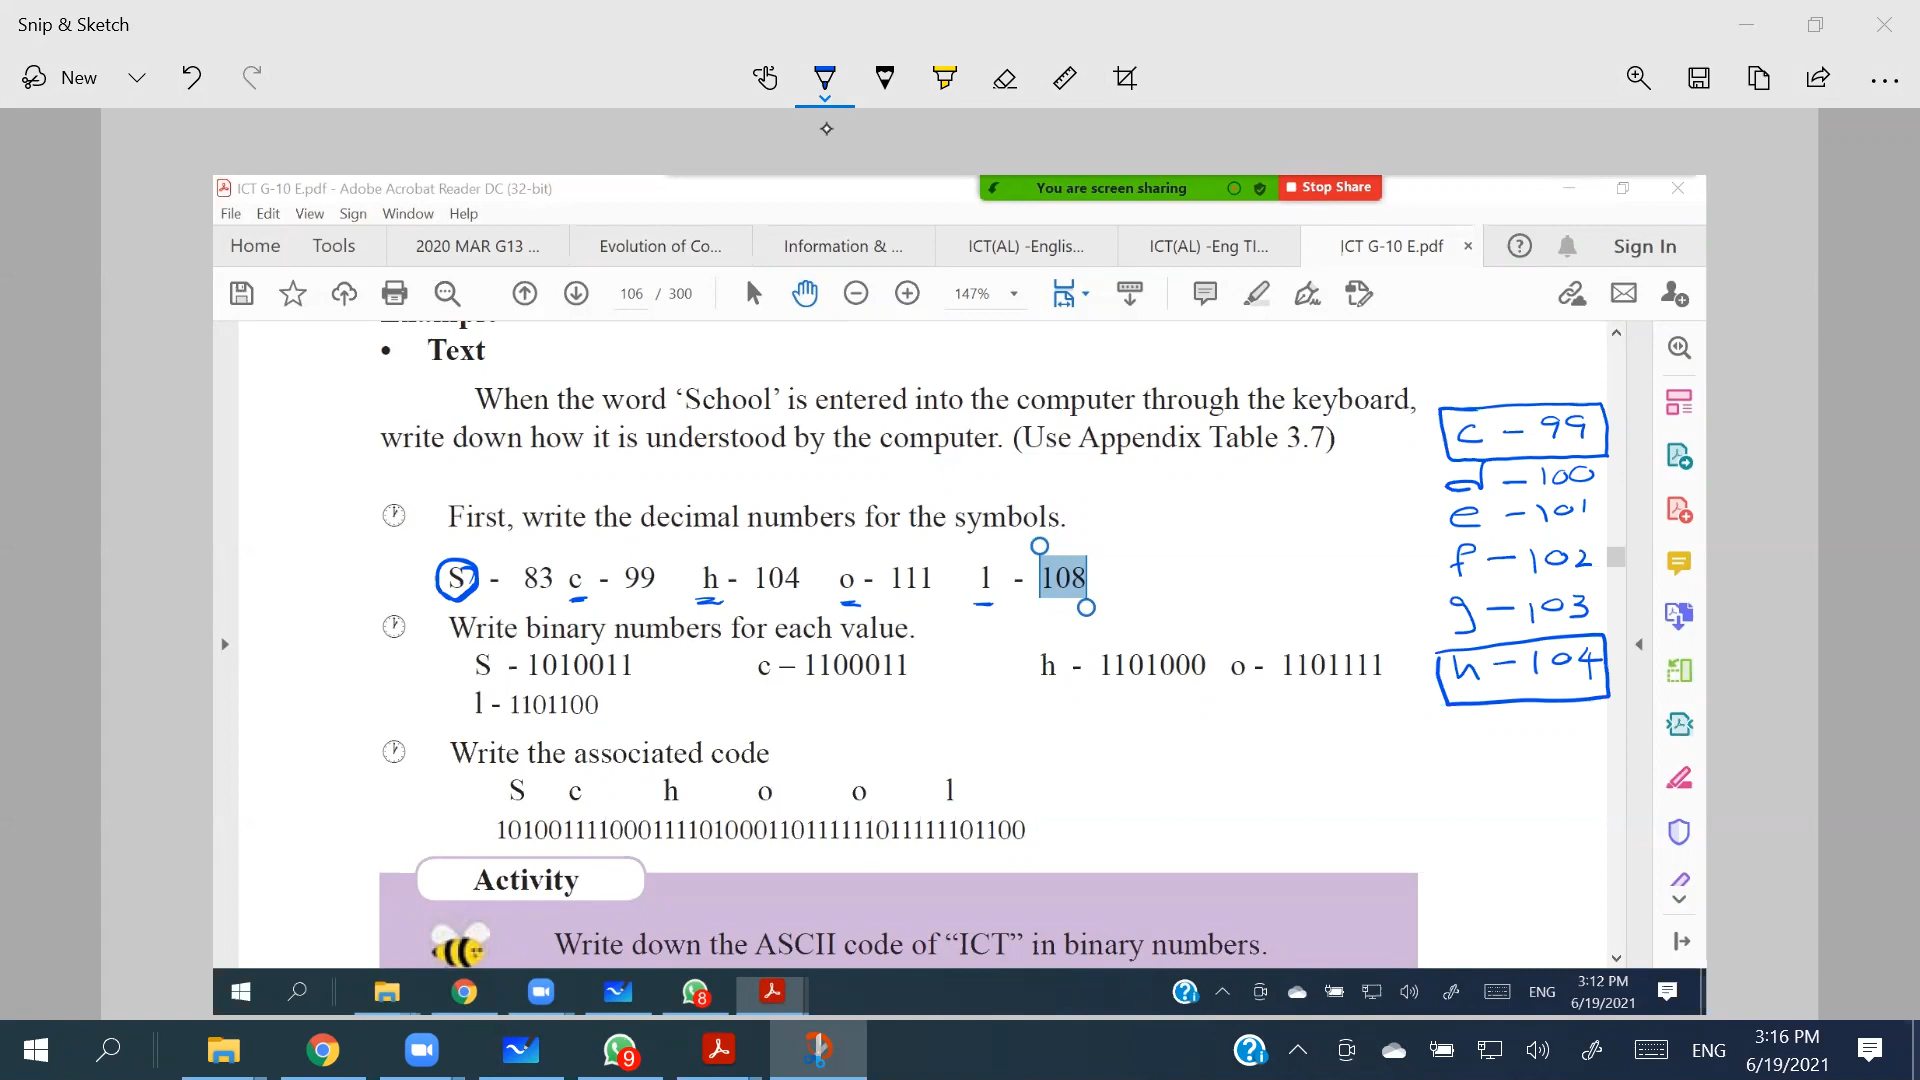 Snip & Sketch
New
ICT G-10 E.pdf - Adobe Acrobat Reader DC (32-bit)
You are screen sharing
Stop Share
File Edit View Sign Window Help
Home Tools 2020 MAR G13 ... Evolution of Co... Information & ... ICT(AL) -Englis... ICT(AL) -Eng TI... ICT G-10 E.pdf × Sign In
106 / 300 147%
• Text
When the word ‘School’ is entered into the computer through the keyboard,
write down how it is understood by the computer. (Use Appendix Table 3.7)
First, write the decimal numbers for the symbols.
S - 83 c - 99 h - 104 o - 111 l - 108
Write binary numbers for each value.
S - 1010011 c – 1100011 h - 1101000 o - 1101111
l - 1101100
Write the associated code
S c h o o l
101001111000111101000110111111011111101100
Activity
Write down the ASCII code of “ICT” in binary numbers.
c - 99
d - 100
e - 101
f - 102
g - 103
h - 104
8
ENG
3:12 PM
6/19/2021
9
ENG
3:16 PM
6/19/2021